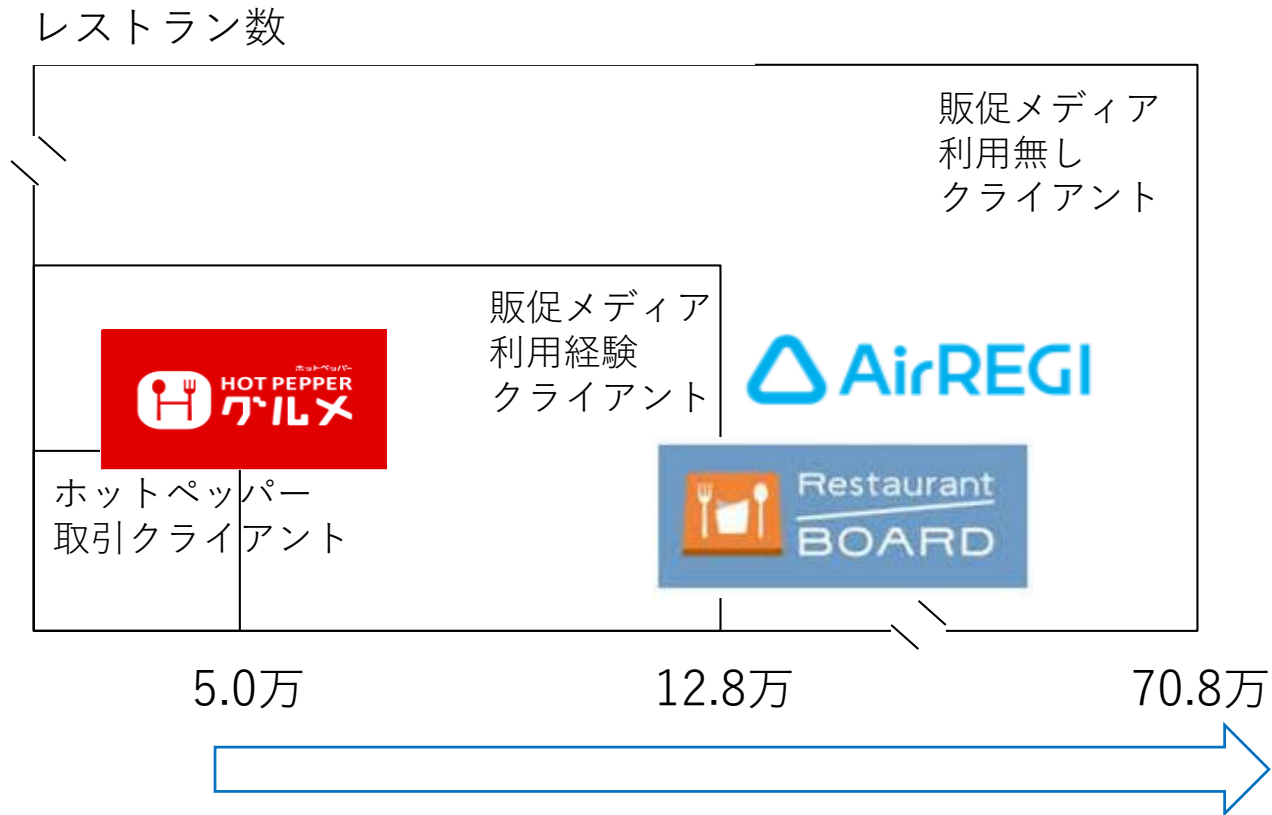 レストラン数
販促メディア
利用無し
クライアント
販促メディア
利用経験
クライアント
ホットペッパー
HOT PEPPER
グルメ
AirREGI
ホットペッパー
取引クライアント
Restaurant
BOARD
5.0万
12.8万
70.8万